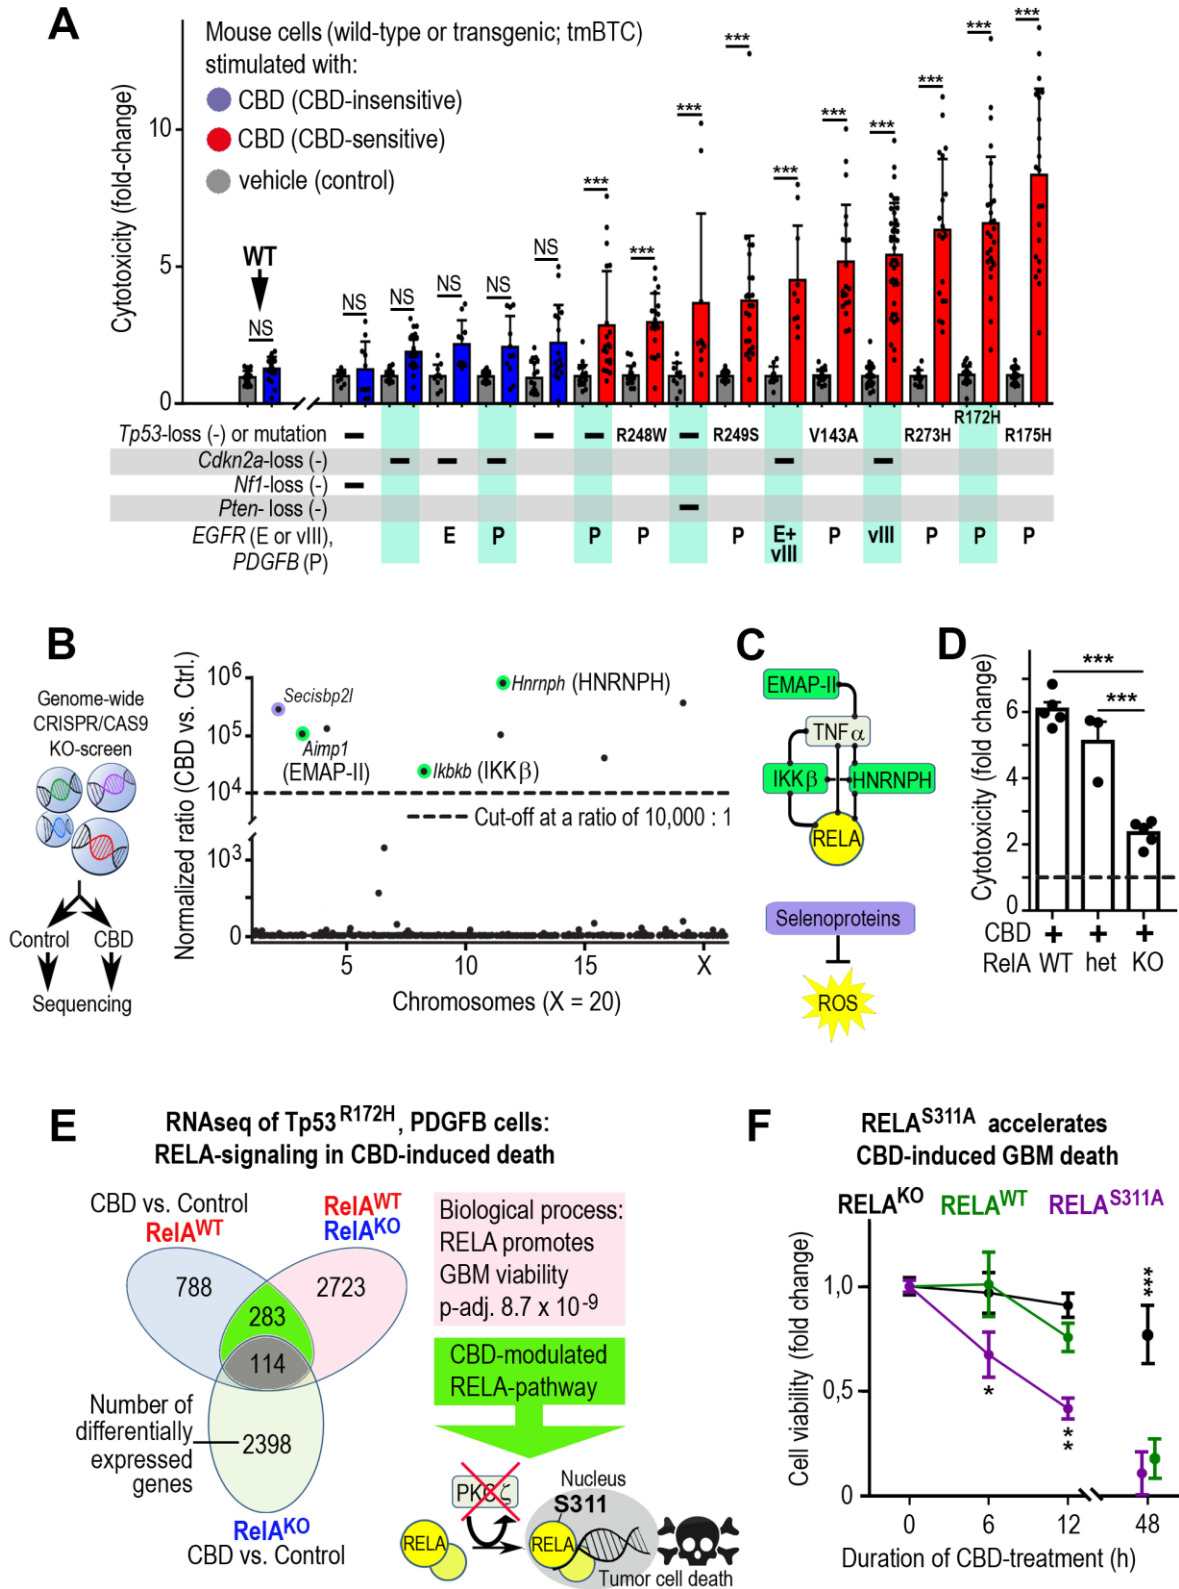 A
Mouse cells (wild-type or transgenic; tmBTC)
stimulated with:
CBD (CBD-insensitive)
CBD (CBD-sensitive)
vehicle (control)
Cytotoxicity (fold-change)
10
5
0
WT
NS
NS
NS
NS
NS
NS
***
***
***
***
***
***
***
***
***
***
Tp53-loss (-) or mutation
R248W
R249S
V143A
R273H
R172H
R175H
Cdkn2a-loss (-)
Nf1-loss (-)
Pten- loss (-)
EGFR (E or vIII),
PDGFB (P)
E
P
P
P
P
E+
vIII
P
vIII
P
P
P
B
Genome-wide
CRISPR/CAS9
KO-screen
Control
CBD
Sequencing
Normalized ratio (CBD vs. Ctrl.)
10⁶
10⁵
10⁴
10³
0
Secisbp2l
Aimp1
(EMAP-II)
Hnrnph (HNRNPH)
Ikbkb (IKKβ)
Cut-off at a ratio of 10,000 : 1
5
10
15
X
Chromosomes (X = 20)
C
EMAP-II
TNFα
IKKβ
HNRNPH
RELA
Selenoproteins
ROS
D
Cytotoxicity (fold change)
6
4
2
0
***
***
CBD + + +
RelA WT het KO
E
RNAseq of Tp53R172H, PDGFB cells:
RELA-signaling in CBD-induced death
CBD vs. Control
RelAWT
RelAWT
RelAKO
788
2723
283
114
Number of
differentially
expressed
genes
2398
RelAKO
CBD vs. Control
Biological process:
RELA promotes
GBM viability
p-adj. 8.7 x 10⁻⁹
CBD-modulated
RELA-pathway
PKCζ
Nucleus
S311
RELA
RELA
Tumor cell death
F
RELAS311A accelerates
CBD-induced GBM death
RELAKO RELAWT RELAS311A
Cell viability (fold change)
1,0
0,5
0
*
**
***
0
6
12
48
Duration of CBD-treatment (h)